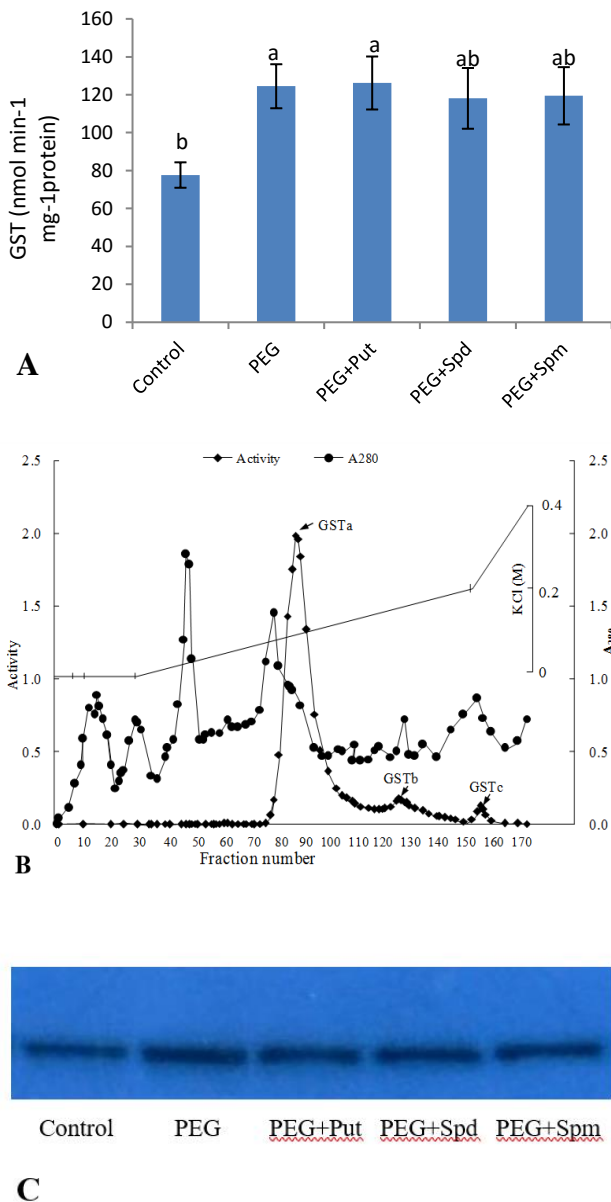 160
140
120
100
80
60
40
20
0
GST (nmol min-1
mg-1protein)
b
a
a
ab
ab
Control
PEG
PEG+Put
PEG+Spd
PEG+Spm
A
Activity
A280
2.5
2.0
1.5
1.0
0.5
0.0
Activity
GSTa
GSTb
GSTc
0.4
0.2
0
KCl (M)
2.5
2.0
1.5
1.0
0.5
0.0
A280
0 10 20 30 40 50 60 70 80 90 100 110 120 130 140 150 160 170
Fraction number
B
Control PEG PEG+Put PEG+Spd PEG+Spm
C